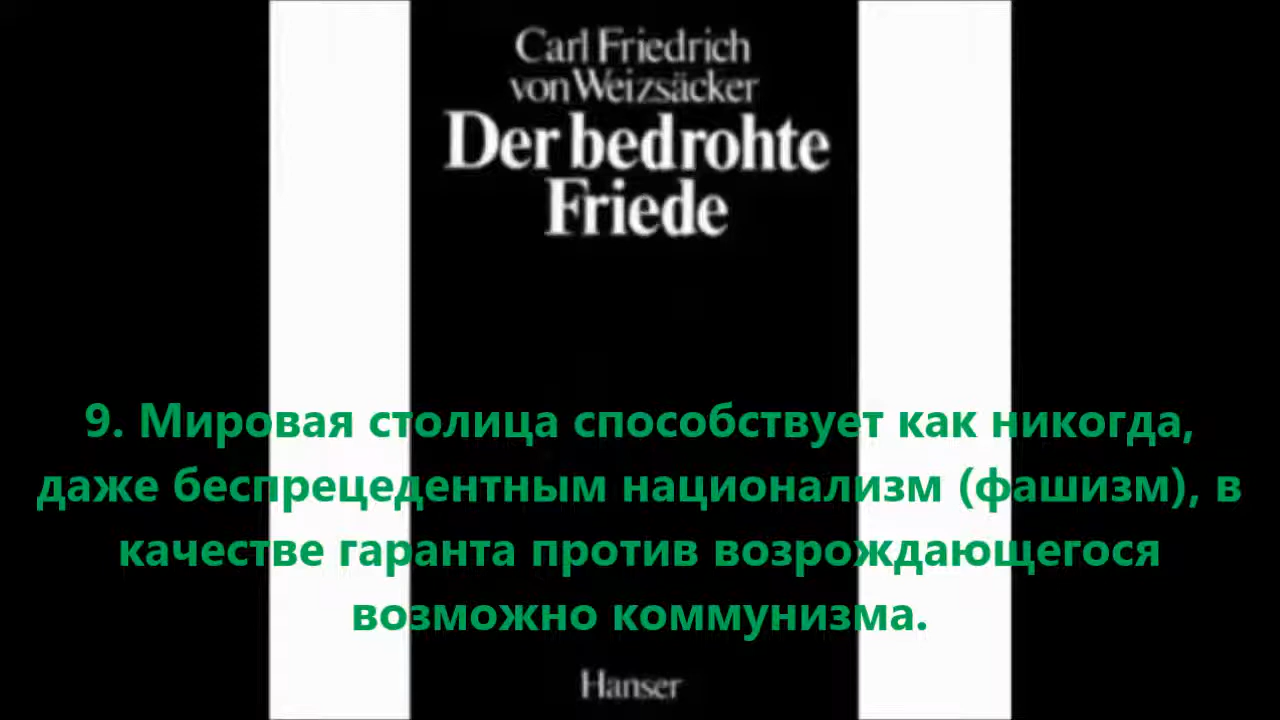 Carl Friedrich
von Weizsäcker
Der bedrohte
Friede
9. Мировая столица способствует как никогда,
даже беспрецедентным национализм (фашизм), в
качестве гаранта против возрождающегося
возможно коммунизма.
Hanser